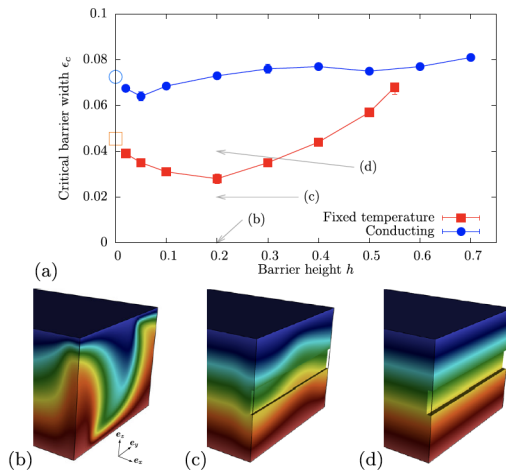 0.1
0.08
0.06
0.04
0.02
0
Critical barrier width ϵc
(d)
(c)
(b)
Fixed temperature
Conducting
0 0.1 0.2 0.3 0.4 0.5 0.6 0.7
Barrier height h
(a)
(b)
ez
ey
ex
(c)
(d)